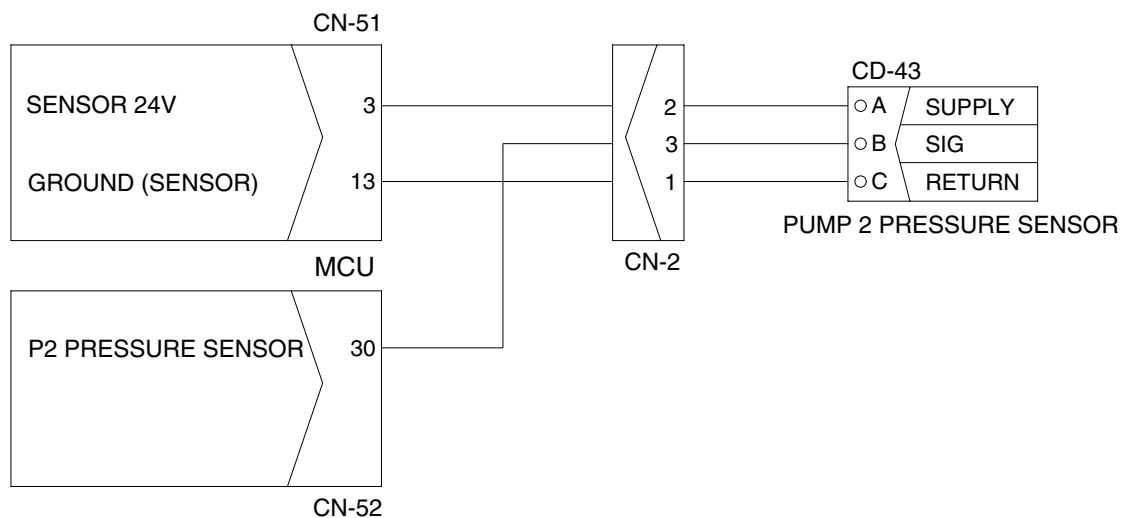 CN-51
SENSOR 24V 3
GROUND (SENSOR) 13
MCU
P2 PRESSURE SENSOR 30
CN-52
2
3
1
CN-2
CD-43
A SUPPLY
B SIG
C RETURN
PUMP 2 PRESSURE SENSOR